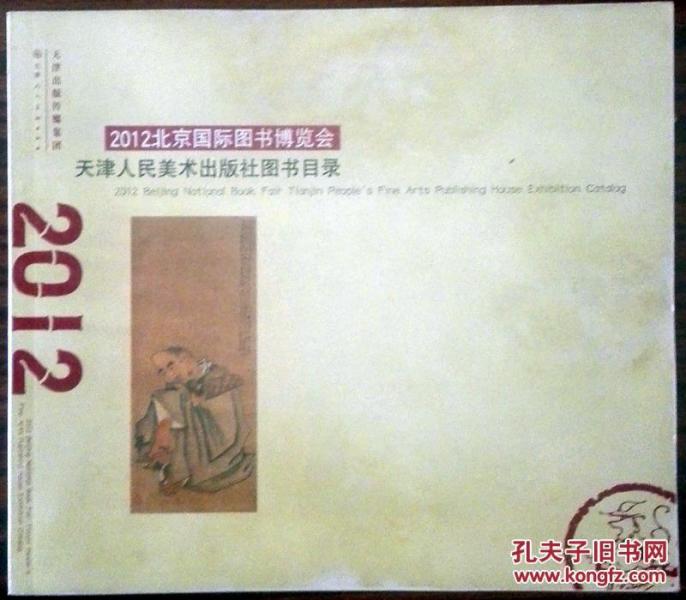 天津出版传媒集团
2012北京国际图书博览会
天津人民美术出版社图书目录
2012 Beijing National Book Fair Tianjin People's Fine Arts Publishing House Exhibition Catalog
2012
孔夫子旧书网
www.kongfz.com